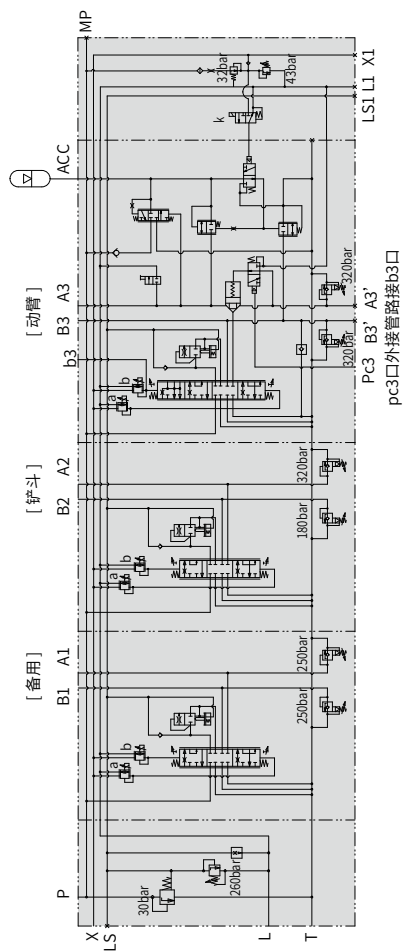 MP
32bar
43bar
X1
L1
LS1
k
ACC
[动臂]
A3
B3
b3
b
a
320bar
A3'
B3'
320bar
Pc3
pc3口外接管路接b3口
[铲斗]
A2
B2
b
a
320bar
180bar
[备用]
A1
B1
b
a
250bar
250bar
P
30bar
260bar
X
LS
L
T